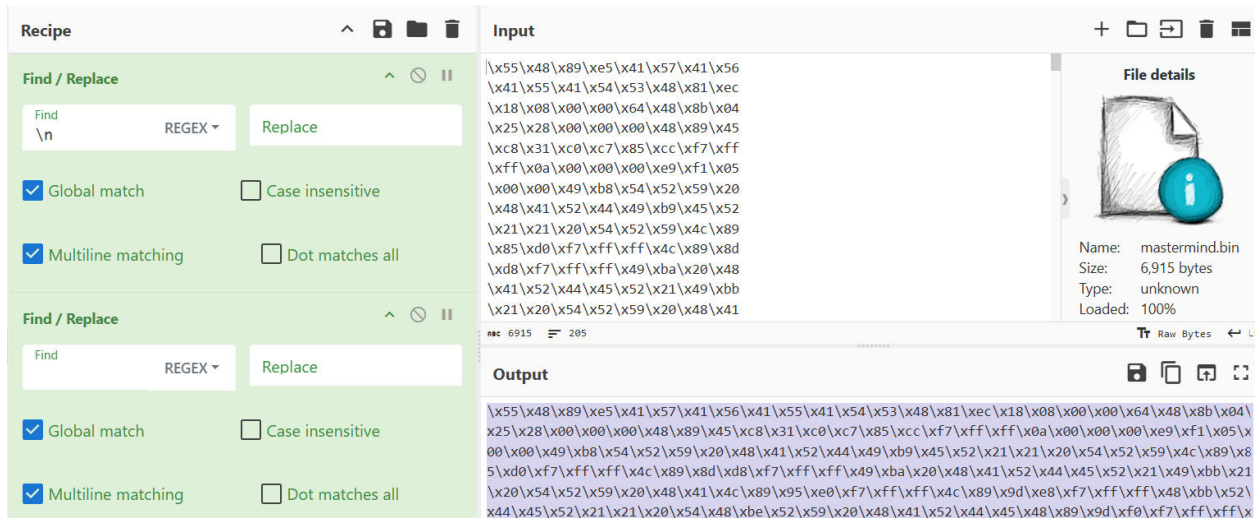 Recipe
Find / Replace
Find
\n
REGEX
Replace
Global match
Case insensitive
Multiline matching
Dot matches all
Find / Replace
Find
REGEX
Replace
Global match
Case insensitive
Multiline matching
Dot matches all
Input
\x55\x48\x89\xe5\x41\x57\x41\x56
\x41\x55\x41\x54\x53\x48\x81\xec
\x18\x08\x00\x00\x64\x48\x8b\x04
\x25\x28\x00\x00\x00\x48\x89\x45
\xc8\x31\xc0\xc7\x85\xcc\xf7\xff
\xff\x0a\x00\x00\x00\xe9\xf1\x05
\x00\x00\x49\xb8\x54\x52\x59\x20
\x48\x41\x52\x44\x49\xb9\x45\x52
\x21\x21\x20\x54\x52\x59\x4c\x89
\x85\xd0\xf7\xff\xff\x4c\x89\x8d
\xd8\xf7\xff\xff\x49\xba\x20\x48
\x41\x52\x44\x45\x52\x21\x49\xbb
\x21\x20\x54\x52\x59\x20\x48\x41
File details
Name: mastermind.bin
Size: 6,915 bytes
Type: unknown
Loaded: 100%
ABC 6915 205
Tт Raw Bytes
Output
\x55\x48\x89\xe5\x41\x57\x41\x56\x41\x55\x41\x54\x53\x48\x81\xec\x18\x08\x00\x00\x64\x48\x8b\x04\
x25\x28\x00\x00\x00\x48\x89\x45\xc8\x31\xc0\xc7\x85\xcc\xf7\xff\xff\x0a\x00\x00\x00\xe9\xf1\x05\x
00\x00\x49\xb8\x54\x52\x59\x20\x48\x41\x52\x44\x49\xb9\x45\x52\x21\x21\x20\x54\x52\x59\x4c\x89\x8
5\xd0\xf7\xff\xff\x4c\x89\x8d\xd8\xf7\xff\xff\x49\xba\x20\x48\x41\x52\x44\x45\x52\x21\x49\xbb\x21
\x20\x54\x52\x59\x20\x48\x41\x4c\x89\x95\xe0\xf7\xff\xff\x4c\x89\x9d\xe8\xf7\xff\xff\x48\xbb\x52\
x44\x45\x52\x21\x21\x20\x54\x48\xbe\x52\x59\x20\x48\x41\x52\x44\x45\x48\x89\x9d\xf0\xf7\xff\xff\x